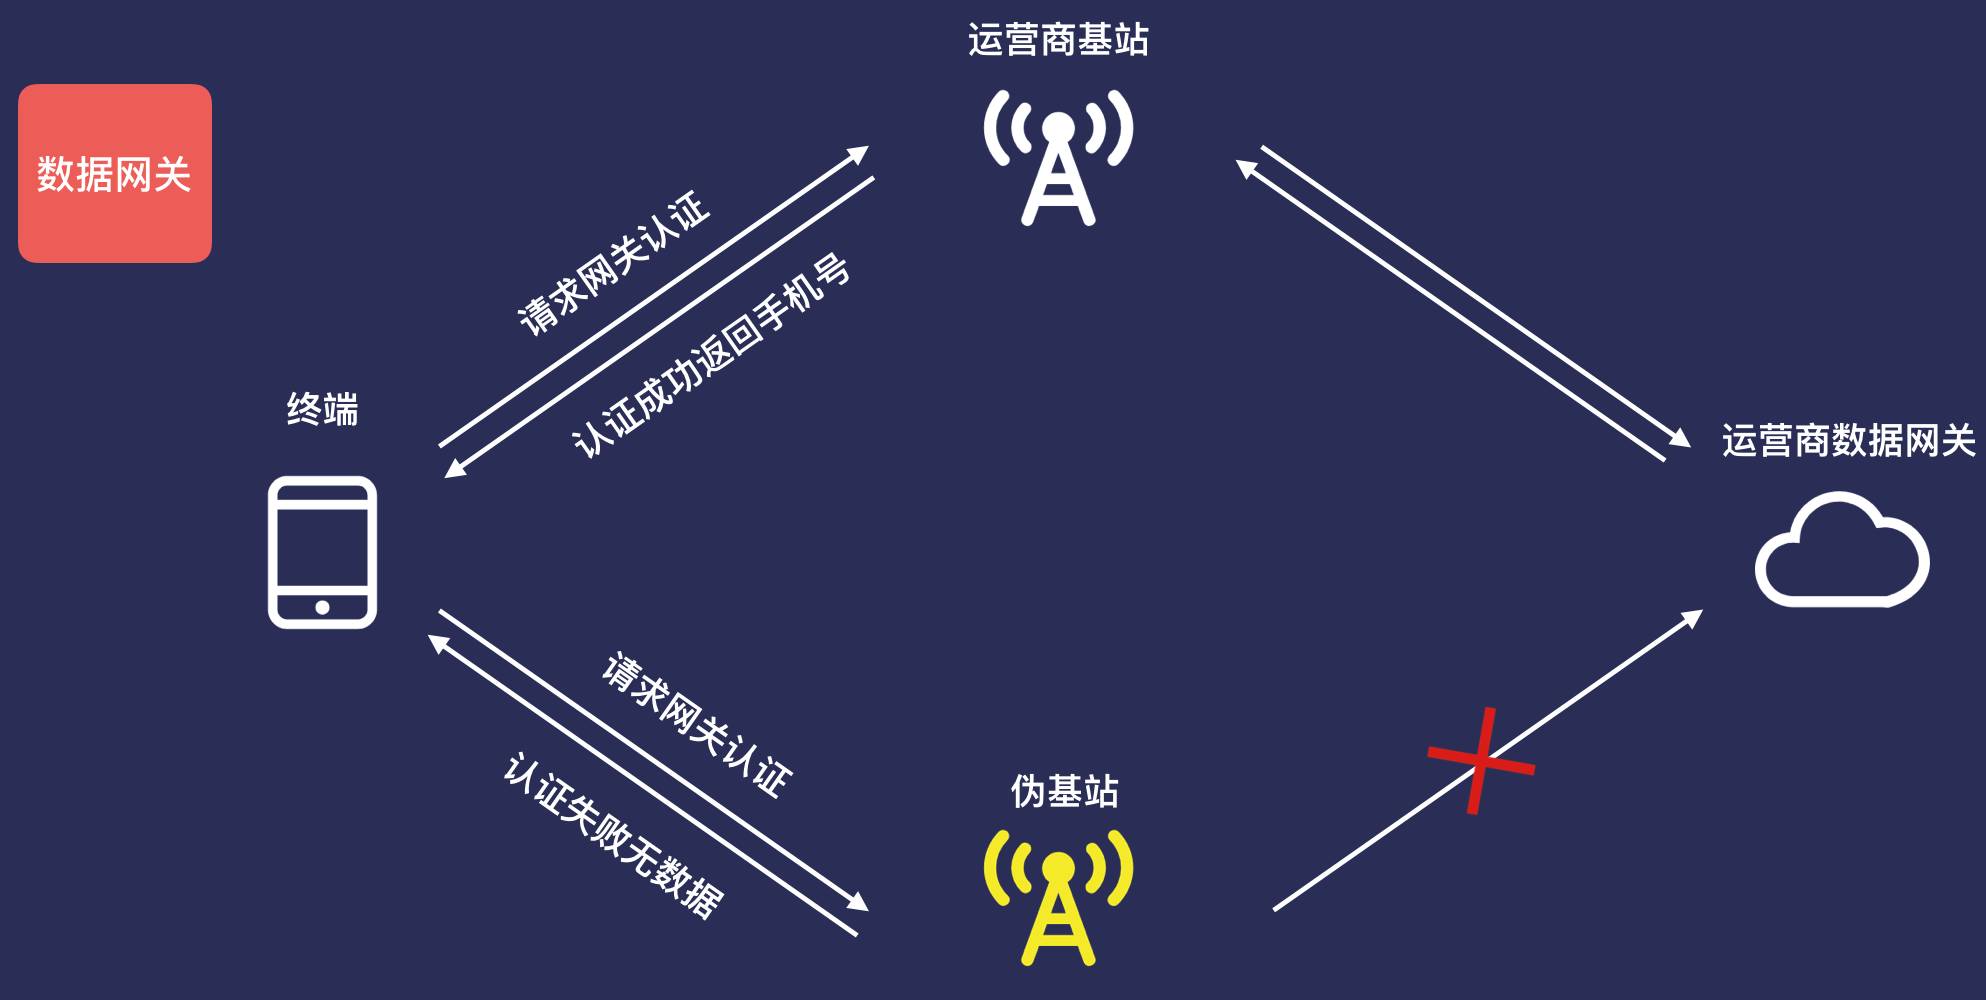 运营商基站
数据网关
请求网关认证
认证成功返回手机号
终端
运营商数据网关
请求网关认证
认证失败无数据
伪基站